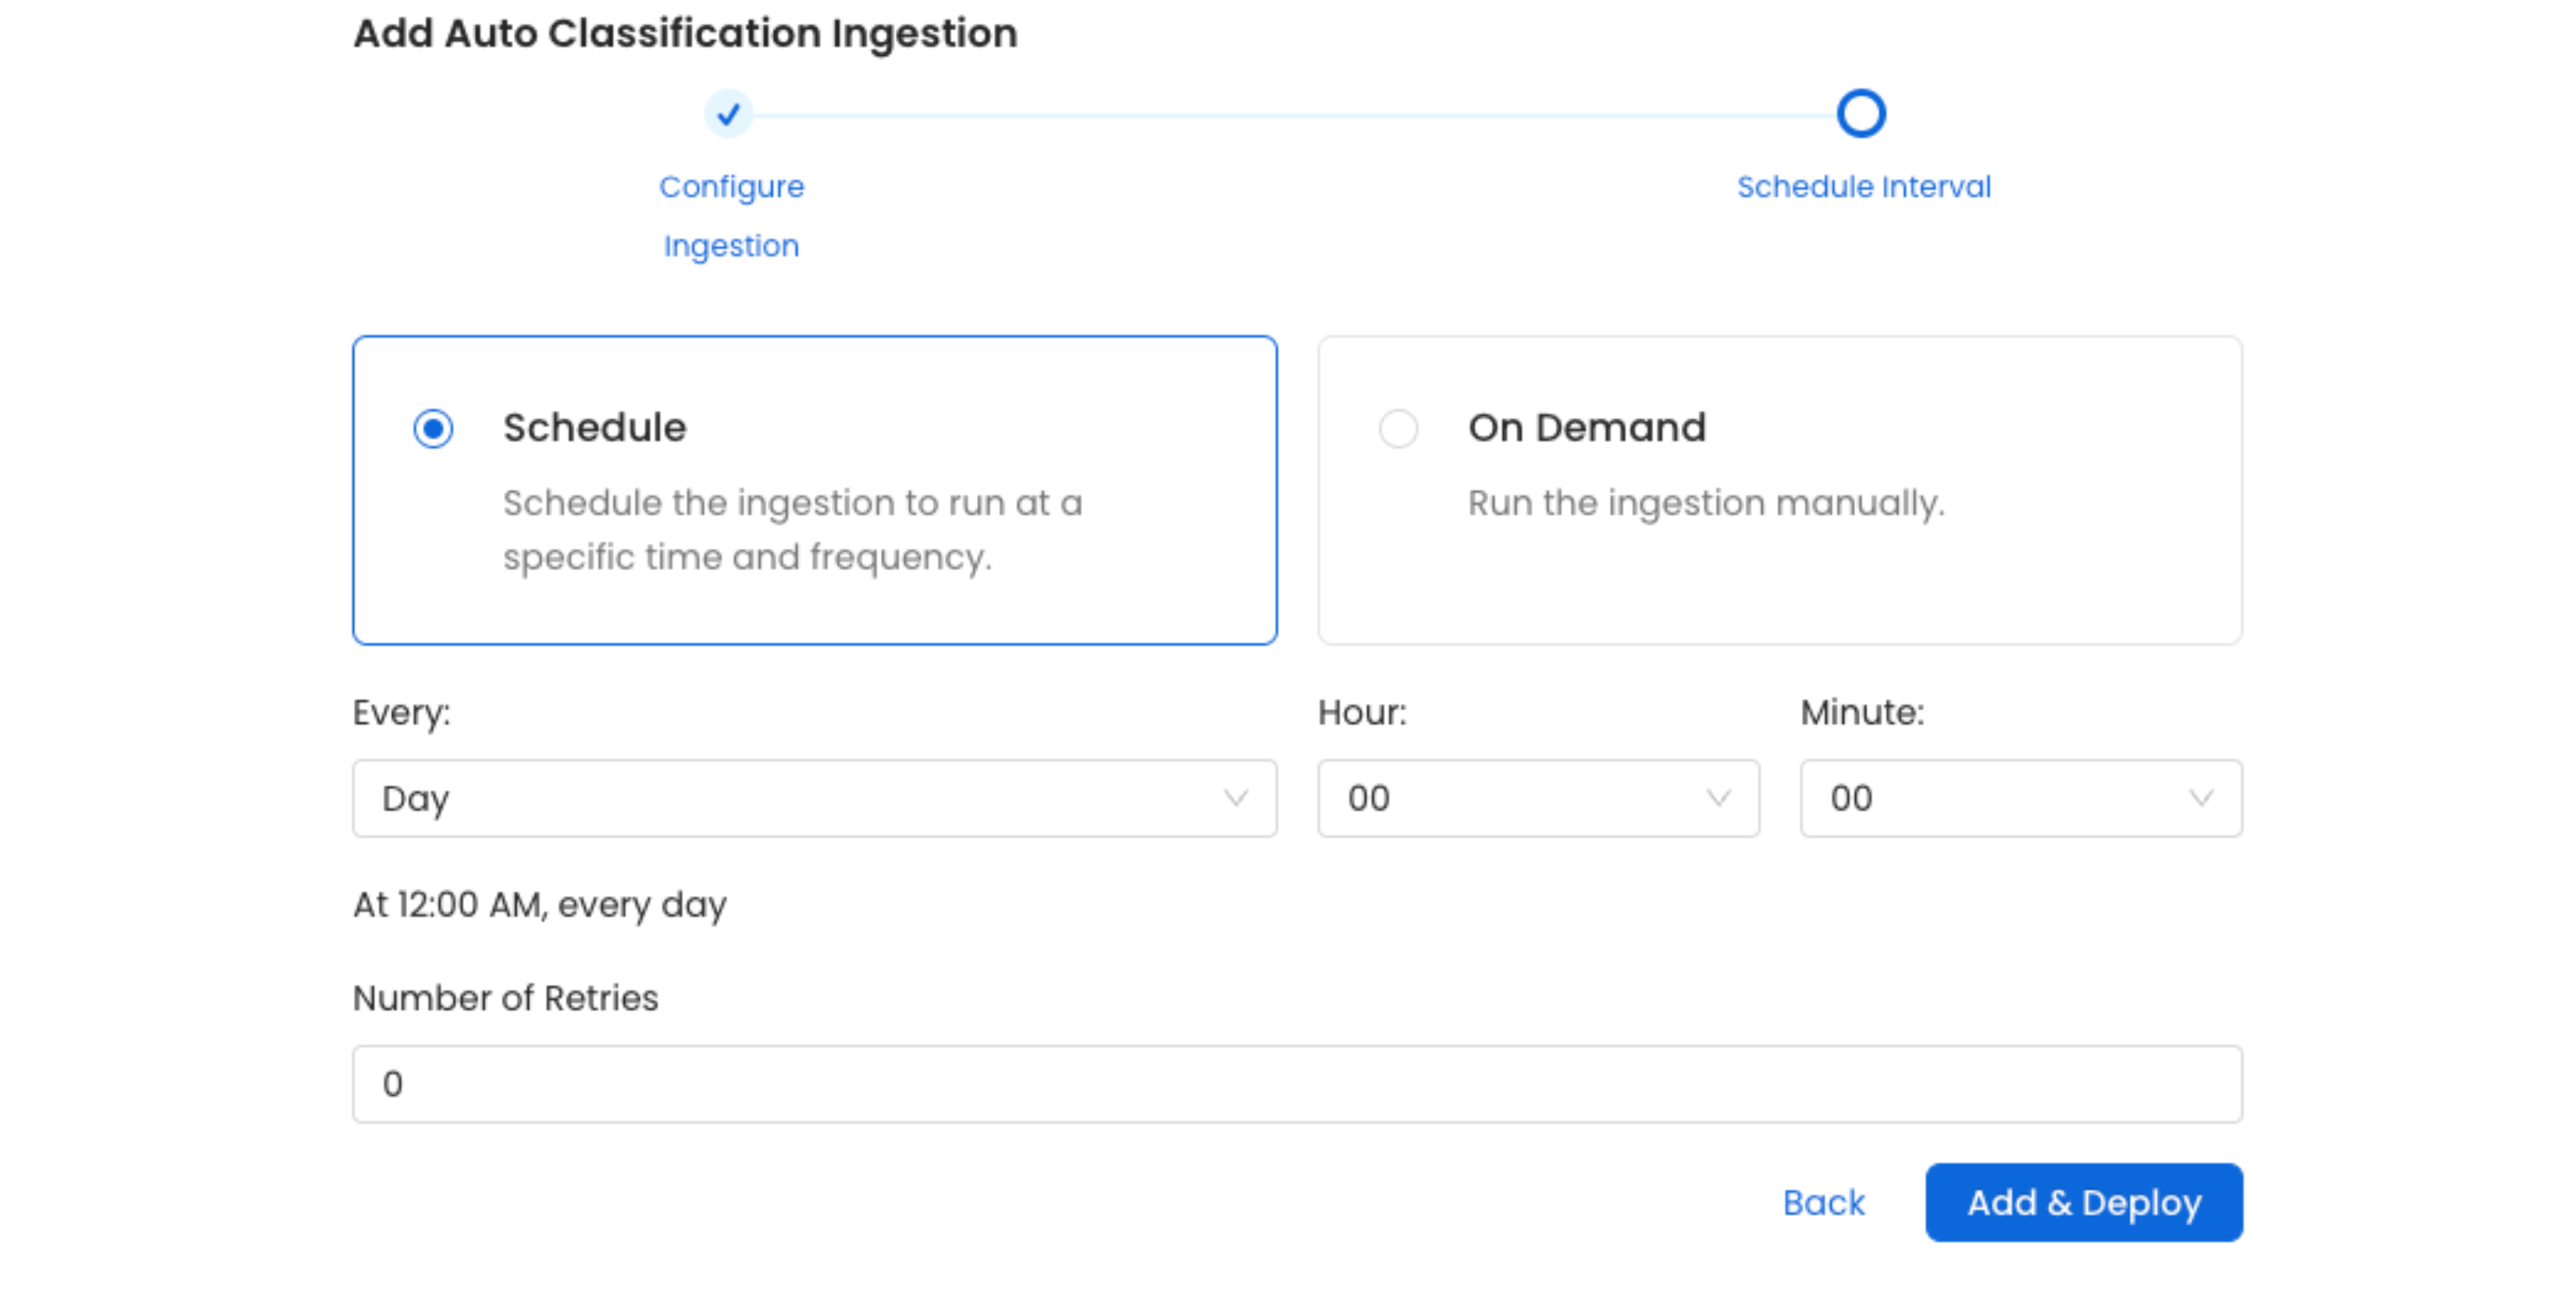 Add Auto Classification Ingestion
Configure
Ingestion
Schedule Interval
Schedule
Schedule the ingestion to run at a
specific time and frequency.
On Demand
Run the ingestion manually.
Every:
Hour:
Minute:
Day
00
00
At 12:00 AM, every day
Number of Retries
0
Back
Add & Deploy